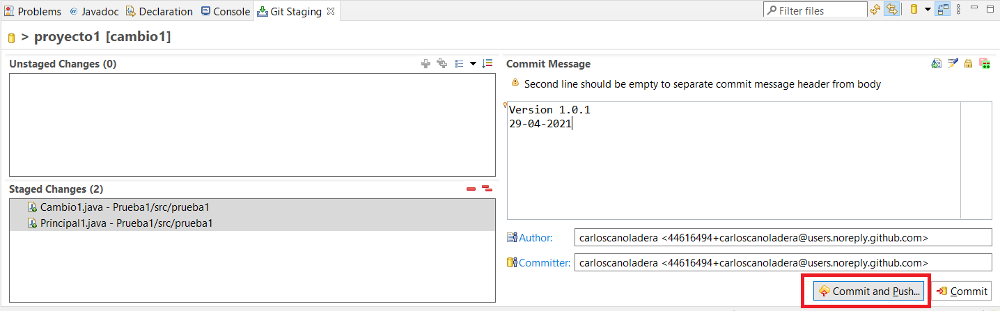 Problems @ Javadoc Declaration Console Git Staging
Filter files
> proyecto1 [cambio1]
Unstaged Changes (0)
Staged Changes (2)
Cambio1.java - Prueba1/src/prueba1
Principal1.java - Prueba1/src/prueba1
Commit Message
Second line should be empty to separate commit message header from body
Version 1.0.1
29-04-2021
Author: carloscanoladera <44616494+carloscanoladera@users.noreply.github.com>
Committer: carloscanoladera <44616494+carloscanoladera@users.noreply.github.com>
Commit and Push... Commit